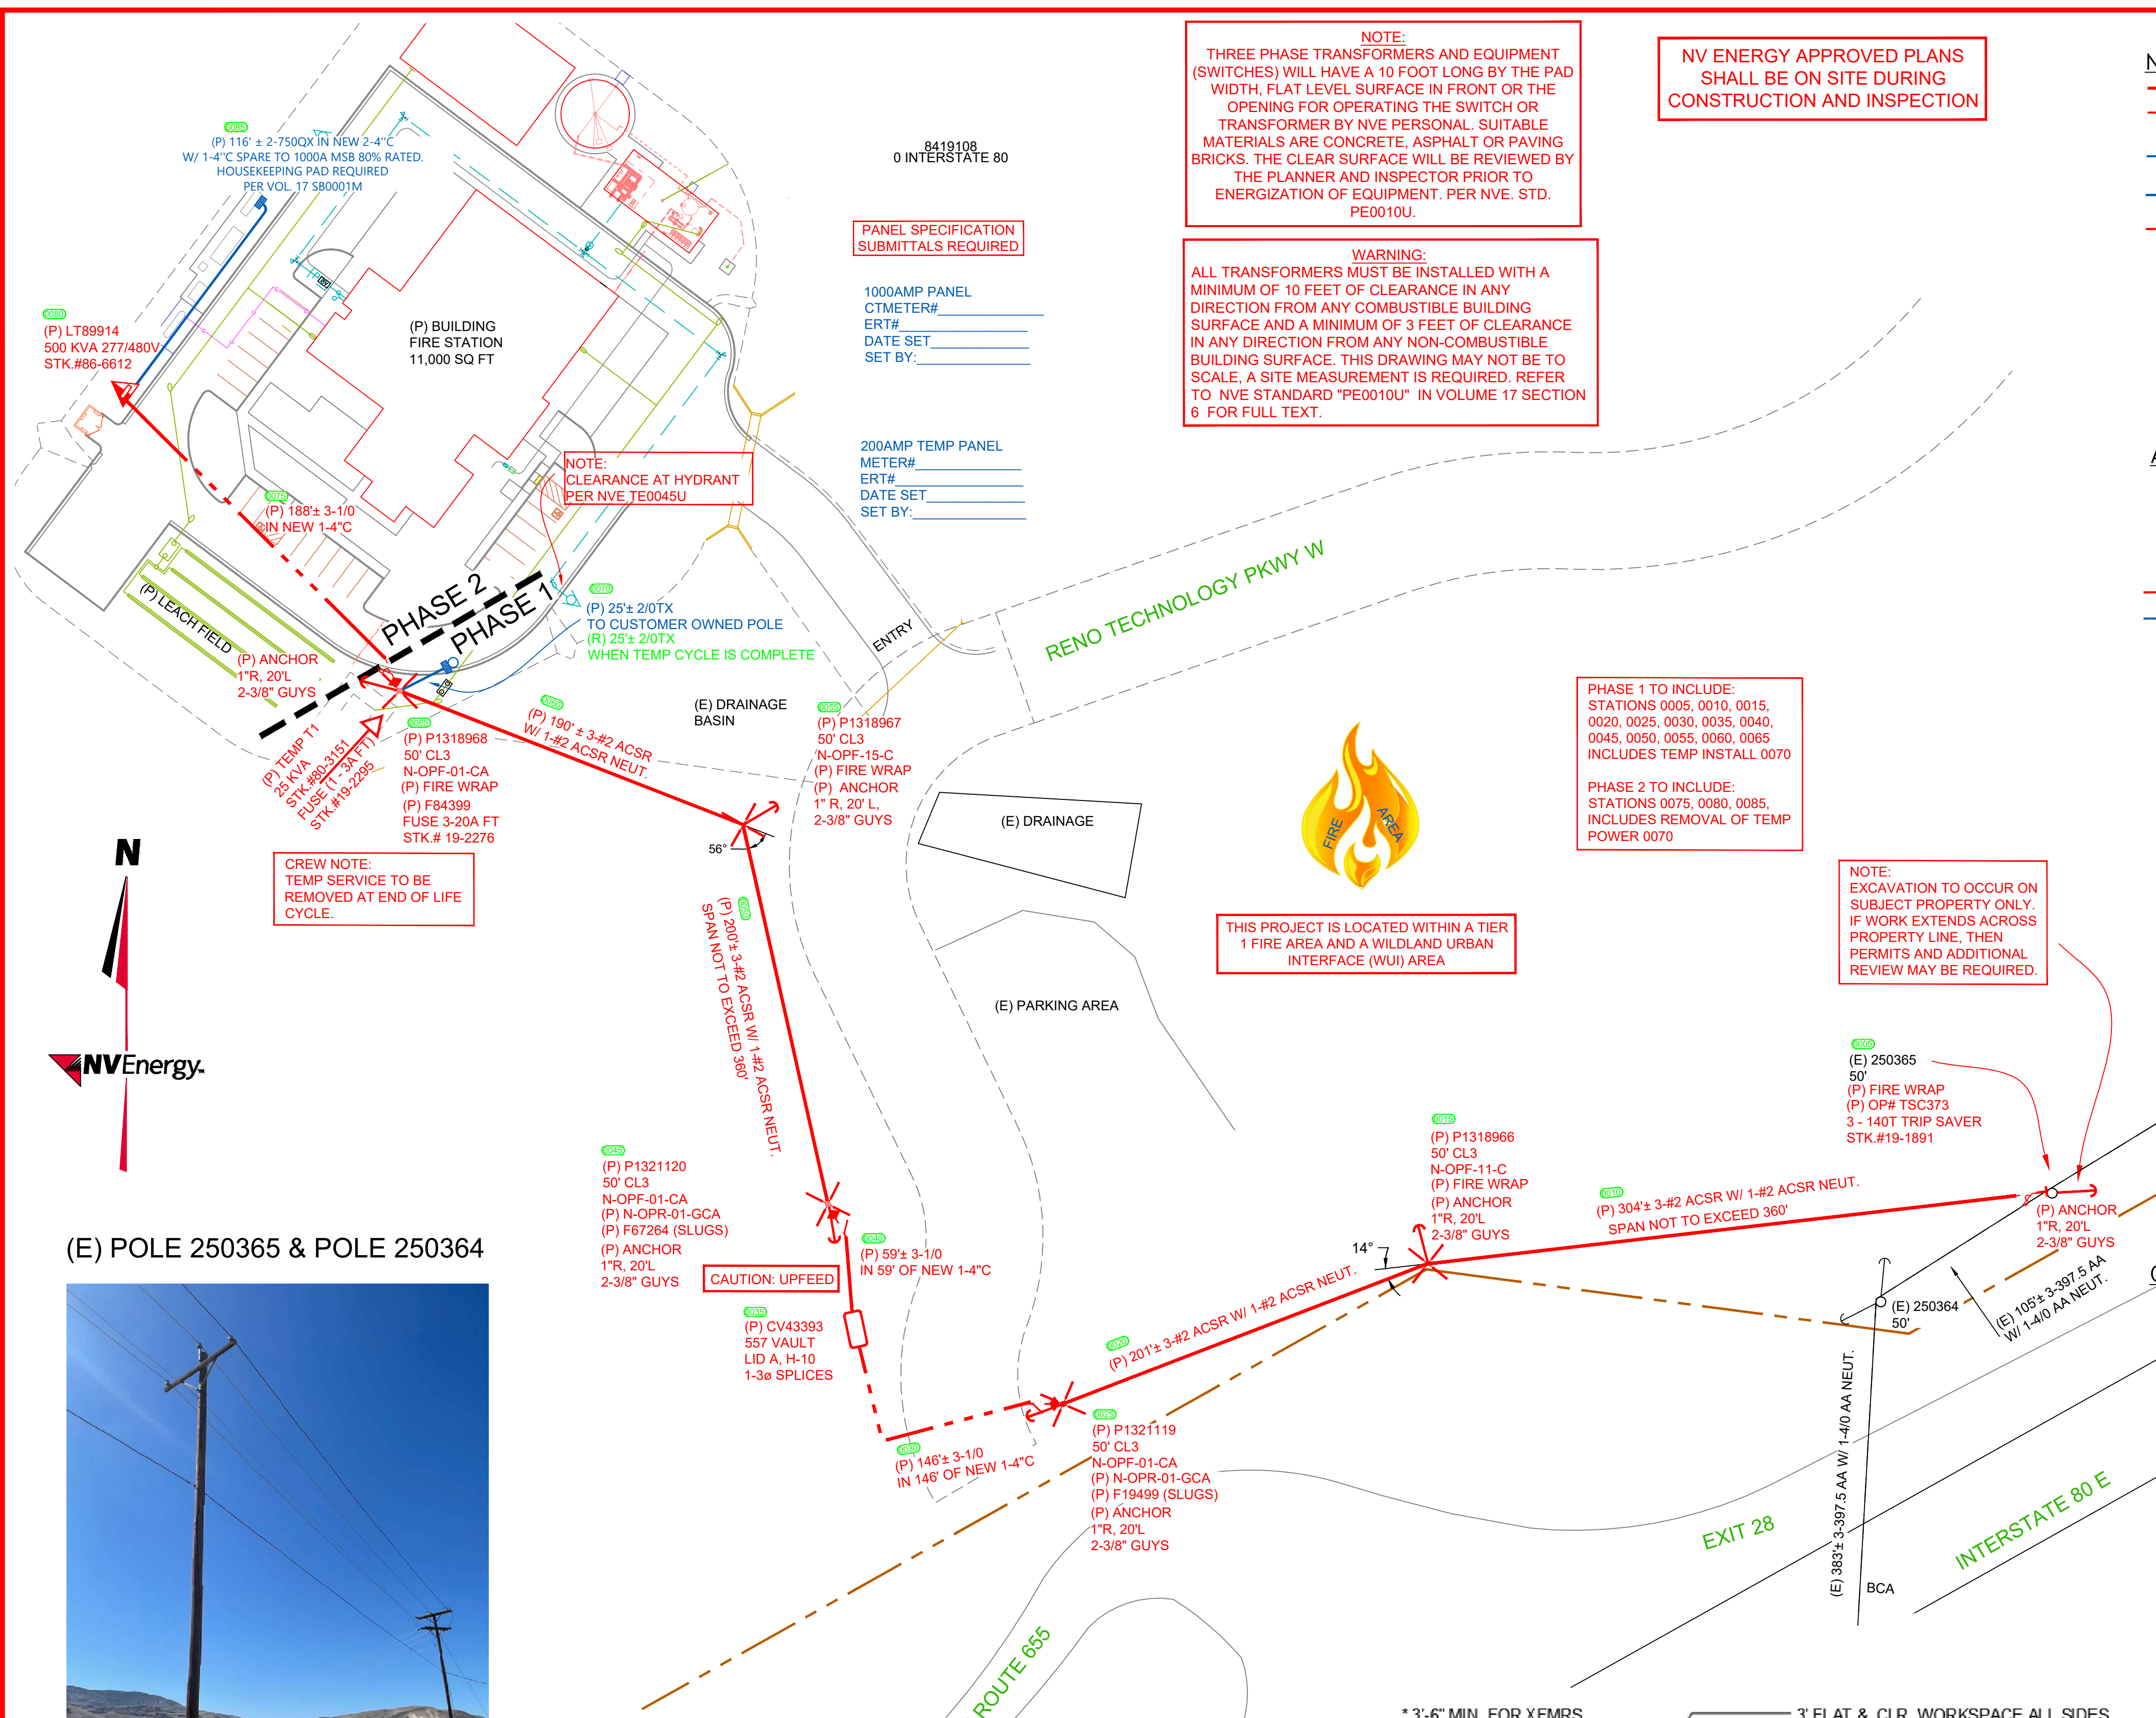 NOTE:
THREE PHASE TRANSFORMERS AND EQUIPMENT
(SWITCHES) WILL HAVE A 10 FOOT LONG BY THE PAD
WIDTH, FLAT LEVEL SURFACE IN FRONT OR THE
OPENING FOR OPERATING THE SWITCH OR
TRANSFORMER BY NVE PERSONAL. SUITABLE
MATERIALS ARE CONCRETE, ASPHALT OR PAVING
BRICKS. THE CLEAR SURFACE WILL BE REVIEWED BY
THE PLANNER AND INSPECTOR PRIOR TO
ENERGIZATION OF EQUIPMENT. PER NVE. STD.
PE0010U.
NV ENERGY APPROVED PLANS
SHALL BE ON SITE DURING
CONSTRUCTION AND INSPECTION
WARNING:
ALL TRANSFORMERS MUST BE INSTALLED WITH A
MINIMUM OF 10 FEET OF CLEARANCE IN ANY
DIRECTION FROM ANY COMBUSTIBLE BUILDING
SURFACE AND A MINIMUM OF 3 FEET OF CLEARANCE
IN ANY DIRECTION FROM ANY NON-COMBUSTIBLE
BUILDING SURFACE. THIS DRAWING MAY NOT BE TO
SCALE, A SITE MEASUREMENT IS REQUIRED. REFER
TO NVE STANDARD "PE0010U" IN VOLUME 17 SECTION
6 FOR FULL TEXT.
8419108
0 INTERSTATE 80
PANEL SPECIFICATION
SUBMITTALS REQUIRED
1000AMP PANEL
CTMETER#
ERT#
DATE SET
SET BY:
200AMP TEMP PANEL
METER#
ERT#
DATE SET
SET BY:
0085
(P) 116' ± 2-750QX IN NEW 2-4"C
W/ 1-4"C SPARE TO 1000A MSB 80% RATED.
HOUSEKEEPING PAD REQUIRED
PER VOL. 17 SB0001M
0080
(P) LT89914
500 KVA 277/480V
STK.#86-6612
(P) BUILDING
FIRE STATION
11,000 SQ FT
NOTE:
CLEARANCE AT HYDRANT
PER NVE TE0045U
0075
(P) 188'± 3-1/0
IN NEW 1-4"C
PHASE 2
PHASE 1
(P) LEACH FIELD
(P) ANCHOR
1"R, 20'L
2-3/8" GUYS
0070
(P) 25'± 2/0TX
TO CUSTOMER OWNED POLE
(R) 25'± 2/0TX
WHEN TEMP CYCLE IS COMPLETE
ENTRY
RENO TECHNOLOGY PKWY W
(E) DRAINAGE
BASIN
(P) TEMP T1
25 KVA
STK.#80-3151
FUSE (1 - 3A FT)
STK.#19-2295
0065
(P) P1318968
50' CL3
N-OPF-01-CA
(P) FIRE WRAP
(P) F84399
FUSE 3-20A FT
STK.# 19-2276
0060
(P) 190' ± 3-#2 ACSR
W/ 1-#2 ACSR NEUT.
0055
(P) P1318967
50' CL3
N-OPF-15-C
(P) FIRE WRAP
(P) ANCHOR
1" R, 20' L,
2-3/8" GUYS
56°
CREW NOTE:
TEMP SERVICE TO BE
REMOVED AT END OF LIFE
CYCLE.
N
NVEnergy
0050
(P) 200'± 3-#2 ACSR W/ 1-#2 ACSR NEUT.
SPAN NOT TO EXCEED 360'
(E) DRAINAGE
(E) PARKING AREA
FIRE AREA
THIS PROJECT IS LOCATED WITHIN A TIER
1 FIRE AREA AND A WILDLAND URBAN
INTERFACE (WUI) AREA
PHASE 1 TO INCLUDE:
STATIONS 0005, 0010, 0015,
0020, 0025, 0030, 0035, 0040,
0045, 0050, 0055, 0060, 0065
INCLUDES TEMP INSTALL 0070
PHASE 2 TO INCLUDE:
STATIONS 0075, 0080, 0085,
INCLUDES REMOVAL OF TEMP
POWER 0070
NOTE:
EXCAVATION TO OCCUR ON
SUBJECT PROPERTY ONLY.
IF WORK EXTENDS ACROSS
PROPERTY LINE, THEN
PERMITS AND ADDITIONAL
REVIEW MAY BE REQUIRED.
0005
(E) 250365
50'
(P) FIRE WRAP
(P) OP# TSC373
3 - 140T TRIP SAVER
STK.#19-1891
(P) ANCHOR
1"R, 20'L
2-3/8" GUYS
0010
(P) 304'± 3-#2 ACSR W/ 1-#2 ACSR NEUT.
SPAN NOT TO EXCEED 360'
0015
(P) P1318966
50' CL3
N-OPF-11-C
(P) FIRE WRAP
(P) ANCHOR
1"R, 20'L
2-3/8" GUYS
14°
0020
(P) 201'± 3-#2 ACSR W/ 1-#2 ACSR NEUT.
0045
(P) P1321120
50' CL3
N-OPF-01-CA
(P) N-OPR-01-GCA
(P) F67264 (SLUGS)
(P) ANCHOR
1"R, 20'L
2-3/8" GUYS
0040
(P) 59'± 3-1/0
IN 59' OF NEW 1-4"C
CAUTION: UPFEED
0035
(P) CV43393
557 VAULT
LID A, H-10
1-3ø SPLICES
0030
(P) 146'± 3-1/0
IN 146' OF NEW 1-4"C
0025
(P) P1321119
50' CL3
N-OPF-01-CA
(P) N-OPR-01-GCA
(P) F19499 (SLUGS)
(P) ANCHOR
1"R, 20'L
2-3/8" GUYS
(E) 250364
50'
(E) 105'± 3-397.5 AA
W/ 1-4/0 AA NEUT.
(E) 383'± 3-397.5 AA W/ 1-4/0 AA NEUT.
BCA
EXIT 28
INTERSTATE 80 E
ROUTE 655
(E) POLE 250365 & POLE 250364
* 3'-6" MIN. FOR XFMRS
3' FLAT & CLR. WORKSPACE ALL SIDES